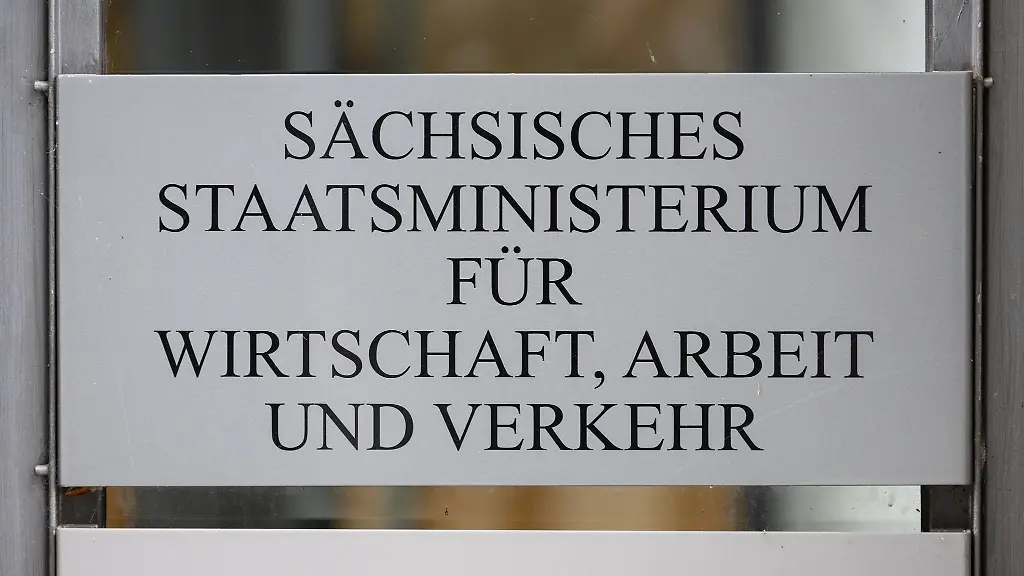 SÄCHSISCHES
STAATSMINISTERIUM
FÜR
WIRTSCHAFT, ARBEIT
UND VERKEHR